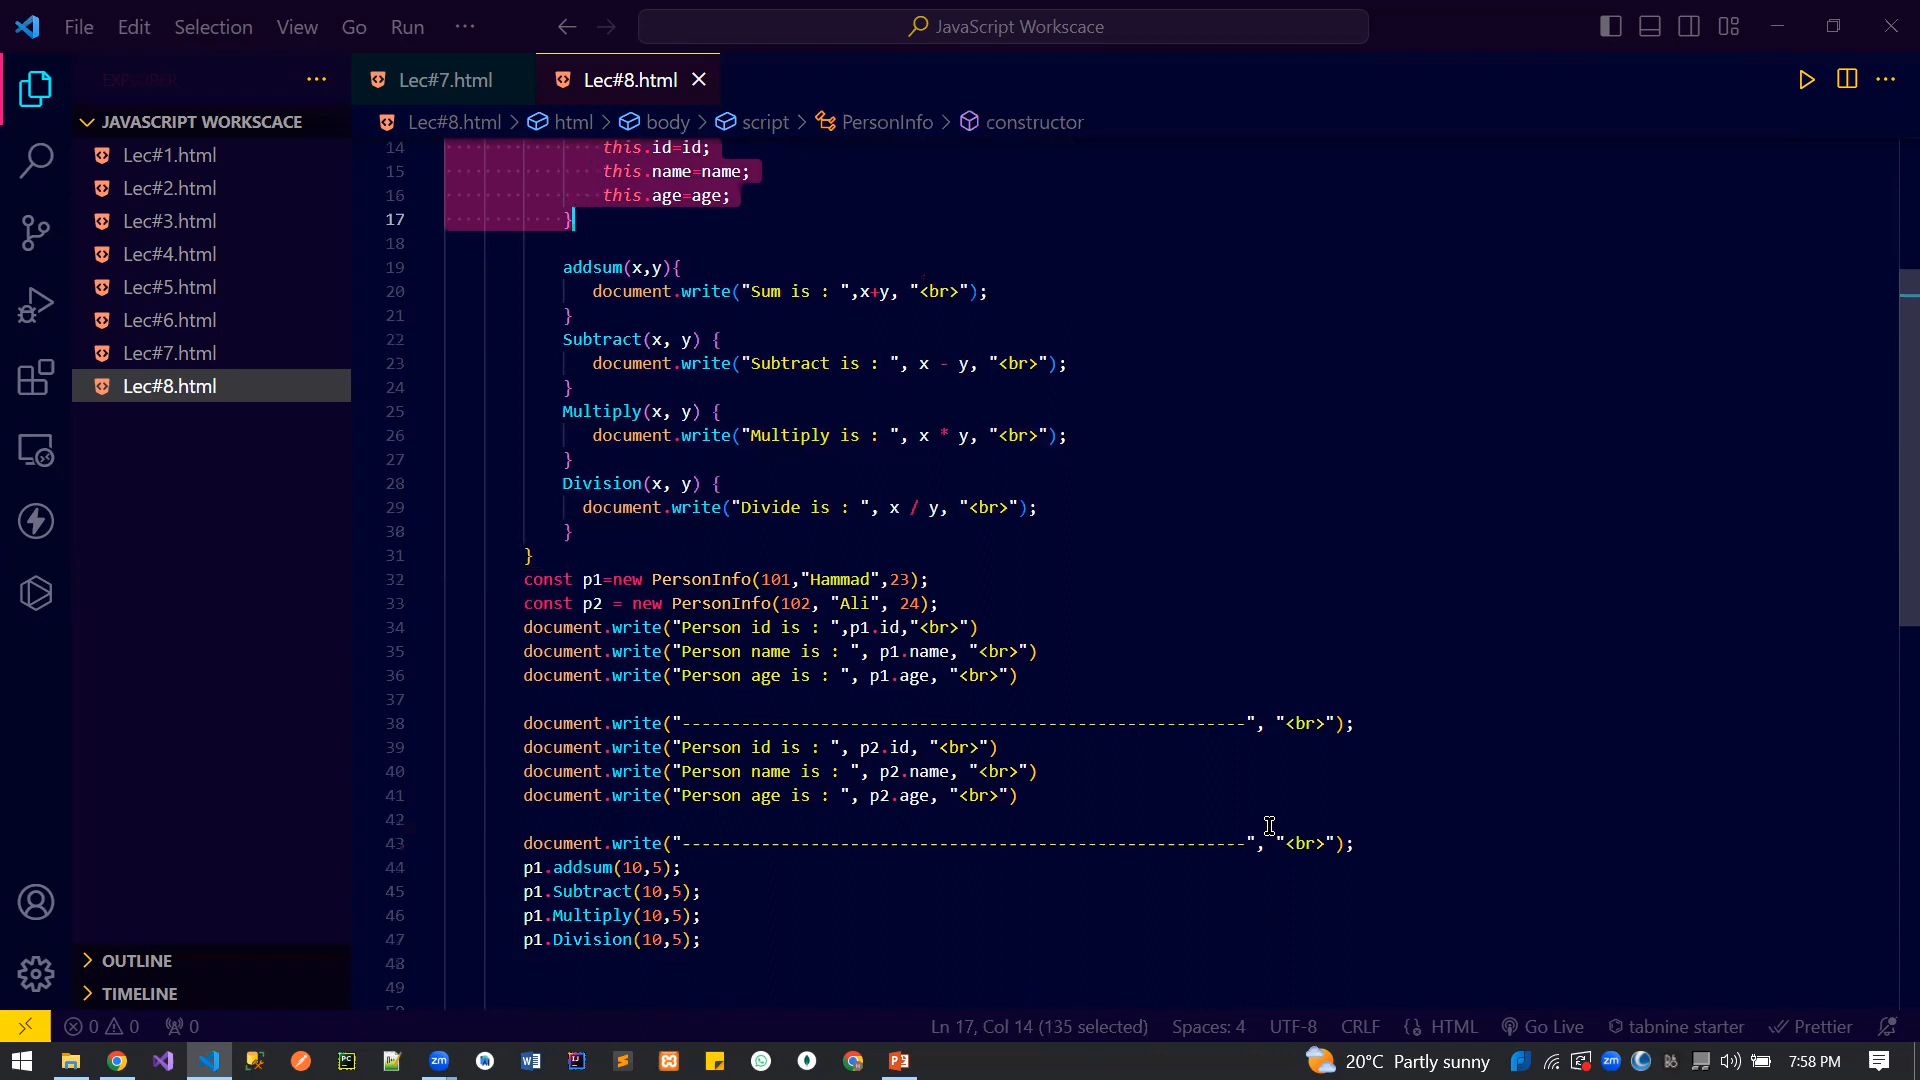 File Edit Selection View Go Run ··· JavaScript Workscace
EXPLORER ···
JAVASCRIPT WORKSCACE
Lec#1.html
Lec#2.html
Lec#3.html
Lec#4.html
Lec#5.html
Lec#6.html
Lec#7.html
Lec#8.html
OUTLINE
TIMELINE
Lec#7.html Lec#8.html
Lec#8.html > html > body > script > PersonInfo > constructor
14 this.id=id;
15 this.name=name;
16 this.age=age;
17 }
18
19 addsum(x,y){
20 document.write("Sum is : ",x+y, "<br>");
21 }
22 Subtract(x, y) {
23 document.write("Subtract is : ", x - y, "<br>");
24 }
25 Multiply(x, y) {
26 document.write("Multiply is : ", x * y, "<br>");
27 }
28 Division(x, y) {
29 document.write("Divide is : ", x / y, "<br>");
30 }
31 }
32 const p1=new PersonInfo(101,"Hammad",23);
33 const p2 = new PersonInfo(102, "Ali", 24);
34 document.write("Person id is : ",p1.id,"<br>")
35 document.write("Person name is : ", p1.name, "<br>")
36 document.write("Person age is : ", p1.age, "<br>")
37
38 document.write("---------------------------------------------------------", "<br>");
39 document.write("Person id is : ", p2.id, "<br>")
40 document.write("Person name is : ", p2.name, "<br>")
41 document.write("Person age is : ", p2.age, "<br>")
42
43 document.write("---------------------------------------------------------", "<br>");
44 p1.addsum(10,5);
45 p1.Subtract(10,5);
46 p1.Multiply(10,5);
47 p1.Division(10,5);
48
49
0 0 0 Ln 17, Col 14 (135 selected) Spaces: 4 UTF-8 CRLF HTML Go Live tabnine starter Prettier
20°C Partly sunny 7:58 PM